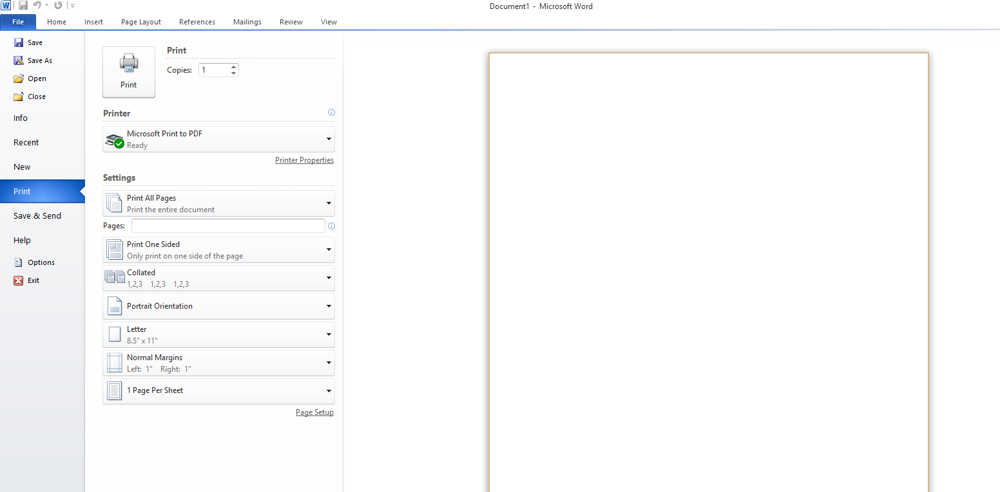 Document1 - Microsoft Word
File Home Insert Page Layout References Mailings Review View
Save
Save As
Open
Close
Info
Recent
New
Print
Save & Send
Help
Options
Exit
Print
Print
Copies: 1
Printer
Microsoft Print to PDF
Ready
Printer Properties
Settings
Print All Pages
Print the entire document
Pages:
Print One Sided
Only print on one side of the page
Collated
1,2,3 1,2,3 1,2,3
Portrait Orientation
Letter
8.5" x 11"
Normal Margins
Left: 1" Right: 1"
1 Page Per Sheet
Page Setup